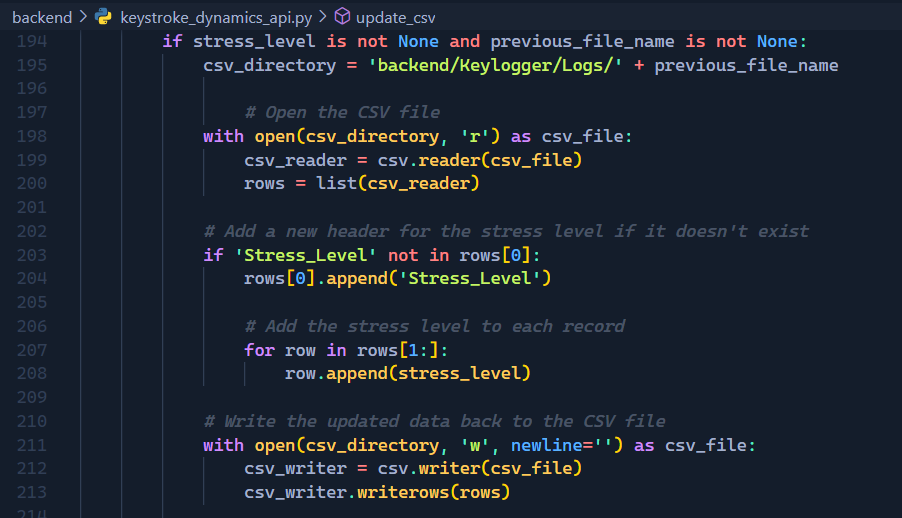 backend > keystroke_dynamics_api.py > update_csv
194 if stress_level is not None and previous_file_name is not None:
195 csv_directory = 'backend/Keylogger/Logs/' + previous_file_name
196
197 # Open the CSV file
198 with open(csv_directory, 'r') as csv_file:
199 csv_reader = csv.reader(csv_file)
200 rows = list(csv_reader)
201
202 # Add a new header for the stress level if it doesn't exist
203 if 'Stress_Level' not in rows[0]:
204 rows[0].append('Stress_Level')
205
206 # Add the stress level to each record
207 for row in rows[1:]:
208 row.append(stress_level)
209
210 # Write the updated data back to the CSV file
211 with open(csv_directory, 'w', newline='') as csv_file:
212 csv_writer = csv.writer(csv_file)
213 csv_writer.writerows(rows)
214